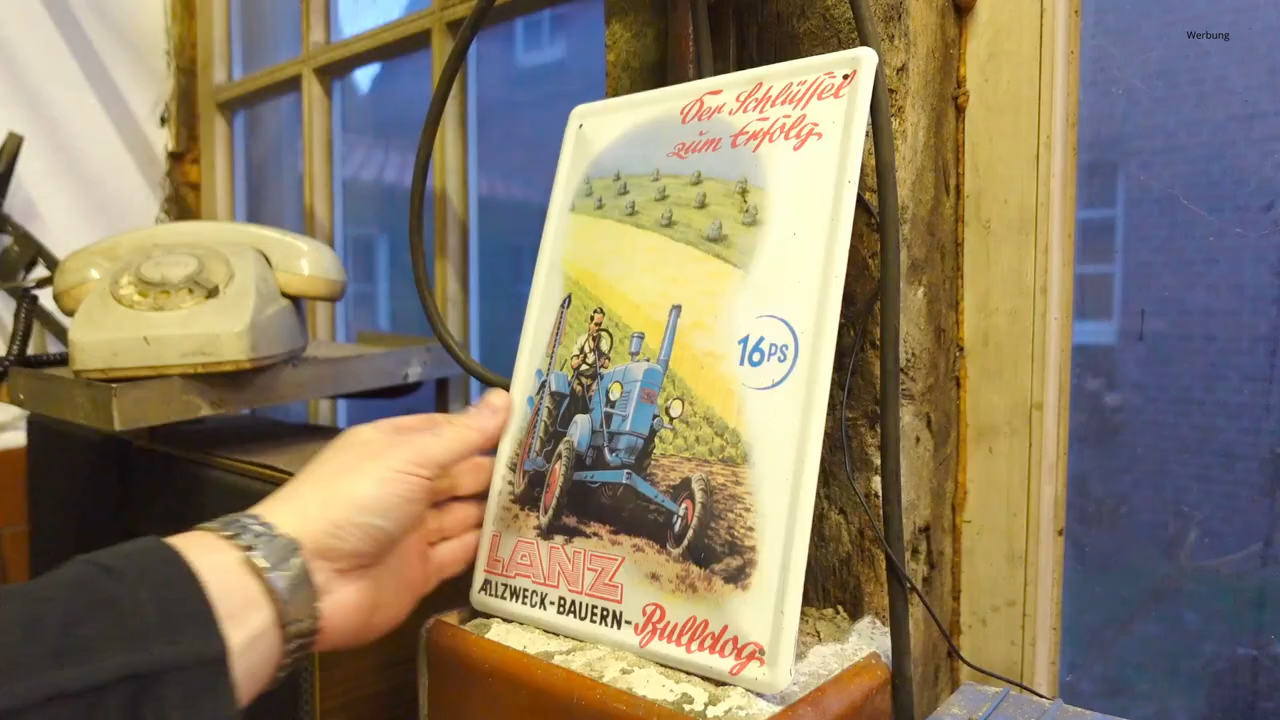 Werbung
Der Schlüssel
zum Erfolg
16PS
LANZ
ALLZWECK-BAUERN-Bulldog